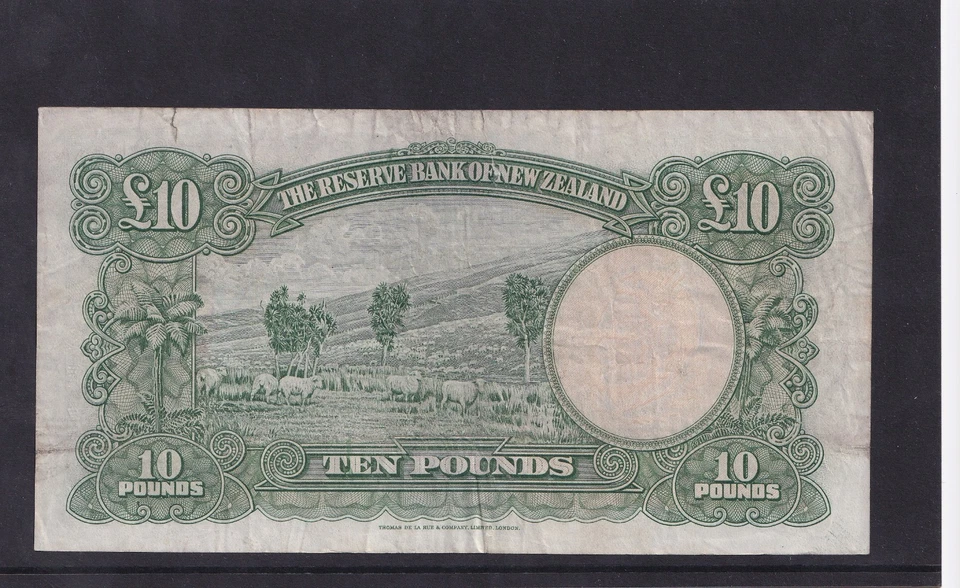 THE RESERVE BANK OF NEW ZEALAND
£10 £10
TEN POUNDS
10 10
POUNDS POUNDS
THOMAS DE LA RUE & COMPANY, LIMITED, LONDON.